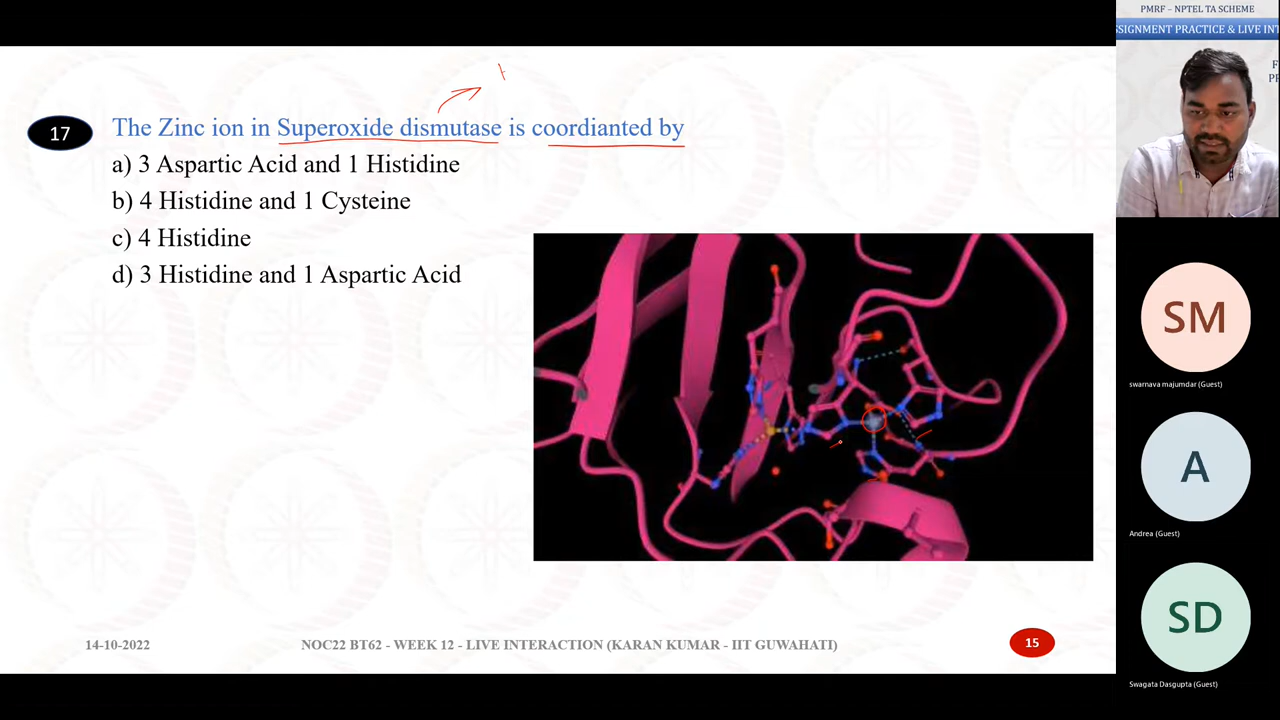 PMRF – NPTEL TA SCHEME
SSIGNMENT PRACTICE & LIVE INT
F
PR
17
The Zinc ion in Superoxide dismutase is coordianted by
a) 3 Aspartic Acid and 1 Histidine
b) 4 Histidine and 1 Cysteine
c) 4 Histidine
d) 3 Histidine and 1 Aspartic Acid
SM
swarnava majumdar (Guest)
A
Andrea (Guest)
SD
Swagata Dasgupta (Guest)
14-10-2022
NOC22 BT62 - WEEK 12 - LIVE INTERACTION (KARAN KUMAR - IIT GUWAHATI)
15